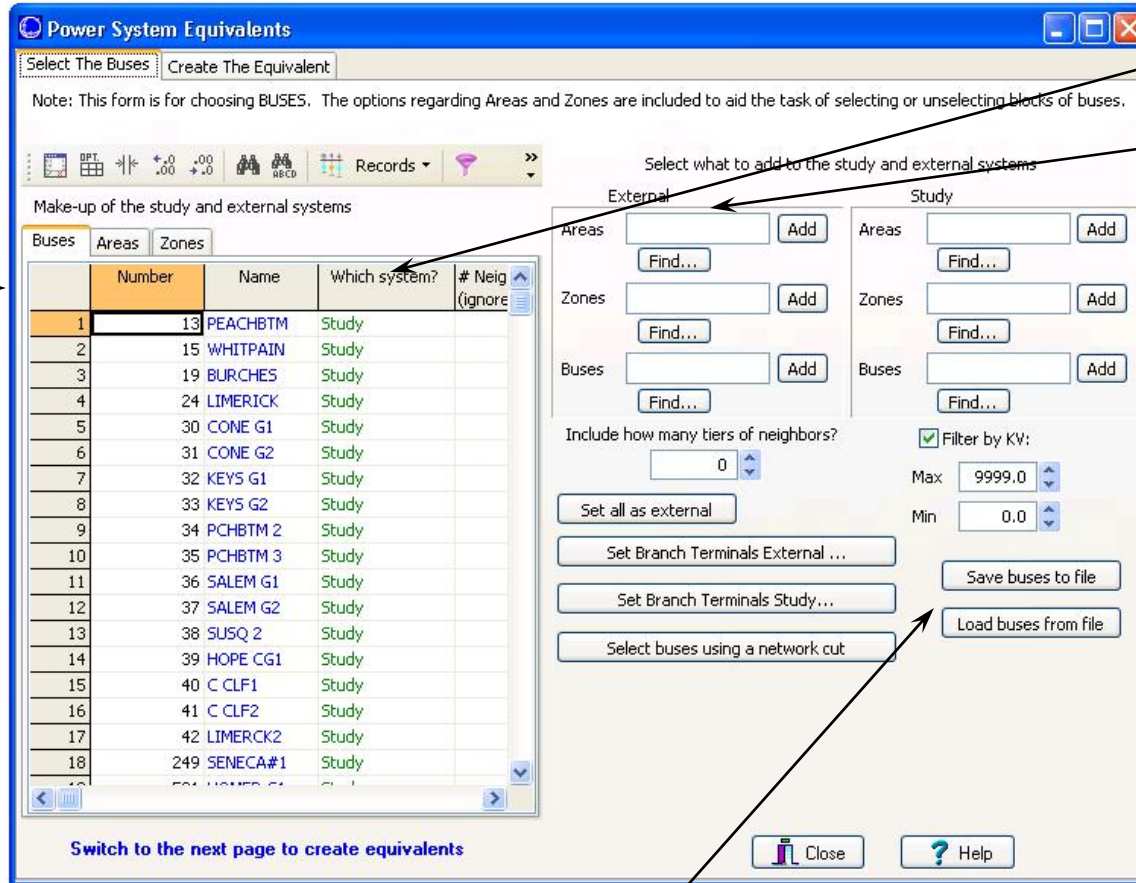 Power System Equivalents
Select The Buses Create The Equivalent
Note: This form is for choosing BUSES. The options regarding Areas and Zones are included to aid the task of selecting or unselecting blocks of buses.
Records
Make-up of the study and external systems
Buses Areas Zones
Number Name Which system? # Neig
(ignore
1 13 PEACHBTM Study
2 15 WHITPAIN Study
3 19 BURCHES Study
4 24 LIMERICK Study
5 30 CONE G1 Study
6 31 CONE G2 Study
7 32 KEYS G1 Study
8 33 KEYS G2 Study
9 34 PCHBTM 2 Study
10 35 PCHBTM 3 Study
11 36 SALEM G1 Study
12 37 SALEM G2 Study
13 38 SUSQ 2 Study
14 39 HOPE CG1 Study
15 40 C CLF1 Study
16 41 C CLF2 Study
17 42 LIMERCK2 Study
18 249 SENECA#1 Study
Switch to the next page to create equivalents
Select what to add to the study and external systems
External Study
Areas Add Areas Add
Find... Find...
Zones Add Zones Add
Find... Find...
Buses Add Buses Add
Find... Find...
Include how many tiers of neighbors?
0
Filter by KV:
Max 9999.0
Min 0.0
Set all as external
Set Branch Terminals External ...
Set Branch Terminals Study...
Select buses using a network cut
Save buses to file
Load buses from file
Close ? Help